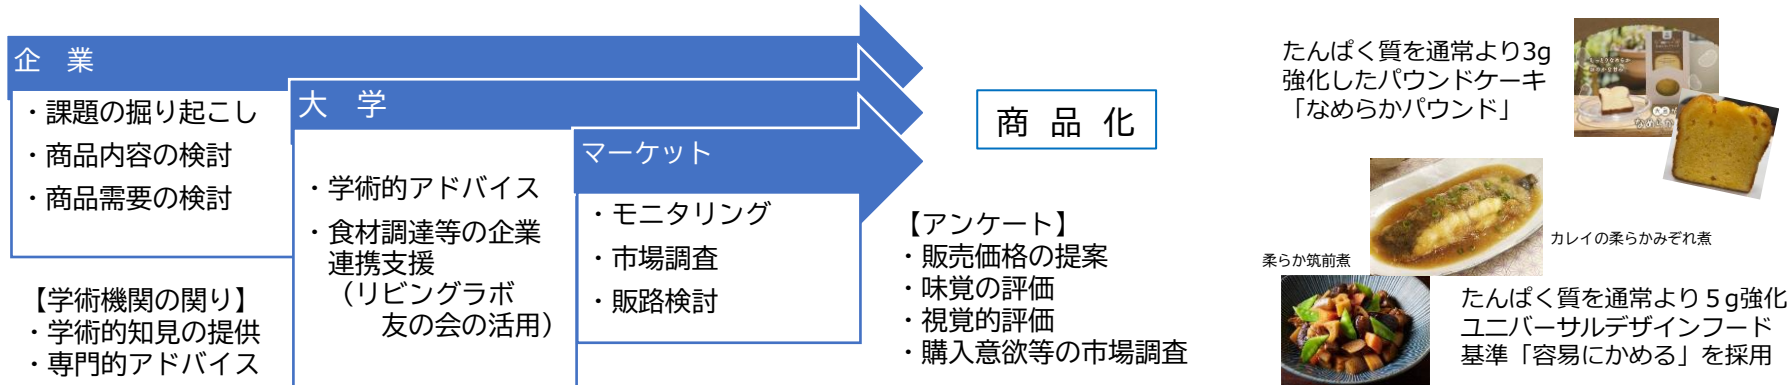 企　業
・課題の掘り起こし
・商品内容の検討
・商品需要の検討
【学術機関の関り】
・学術的知見の提供
・専門的アドバイス
大　学
・学術的アドバイス
・食材調達等の企業
連携支援
（リビングラボ
友の会の活用）
マーケット
・モニタリング
・市場調査
・販路検討
商 品 化
【アンケート】
・販売価格の提案
・味覚の評価
・視覚的評価
・購入意欲等の市場調査
たんぱく質を通常より3g
強化したパウンドケーキ
「なめらかパウンド」
カレイの柔らかみぞれ煮
柔らか筑前煮
たんぱく質を通常より５g強化
ユニバーサルデザインフード
基準「容易にかめる」を採用